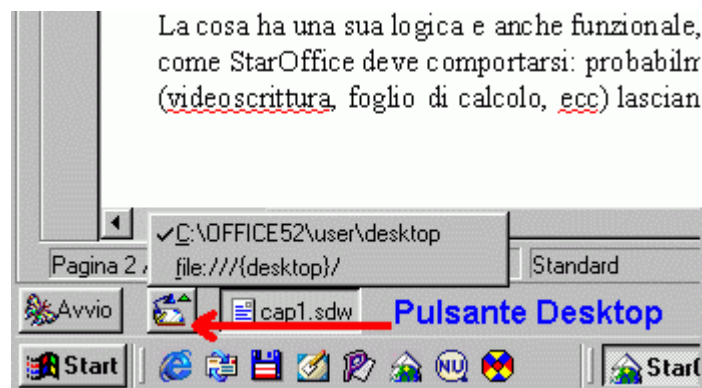 La cosa ha una sua logica e anche funzionale,
come StarOffice deve comportarsi: probabilm
(videoscrittura, foglio di calcolo, ecc) lascian
✓C:\OFFICE52\user\desktop
file:///{desktop}/
Pagina 2
Standard
Avvio
cap1.sdw
Pulsante Desktop
Start
NU
Star